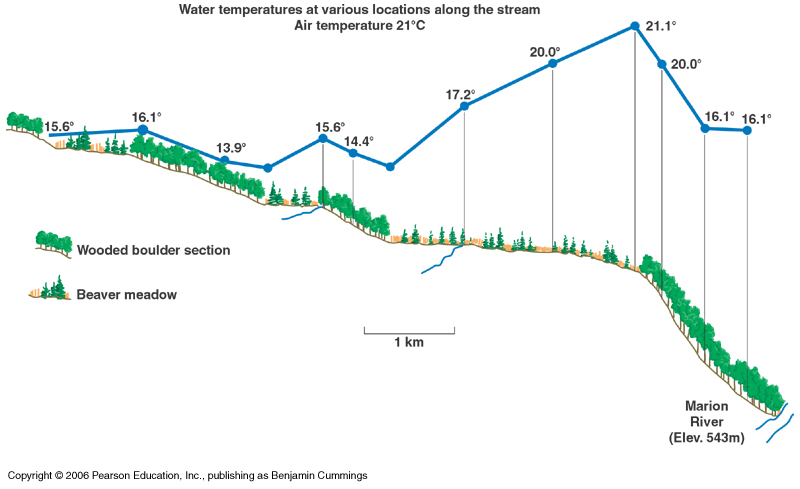 Water temperatures at various locations along the stream
Air temperature 21°C
15.6°
16.1°
13.9°
15.6°
14.4°
17.2°
20.0°
21.1°
20.0°
16.1°
16.1°
Wooded boulder section
Beaver meadow
1 km
Marion
River
(Elev. 543m)
Copyright © 2006 Pearson Education, Inc., publishing as Benjamin Cummings